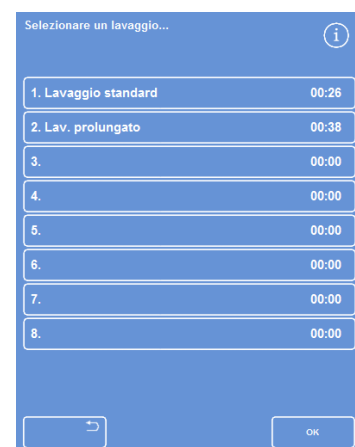 Selezionare un lavaggio...
i
1. Lavaggio standard 00:26
2. Lav. prolungato 00:38
3. 00:00
4. 00:00
5. 00:00
6. 00:00
7. 00:00
8. 00:00
OK